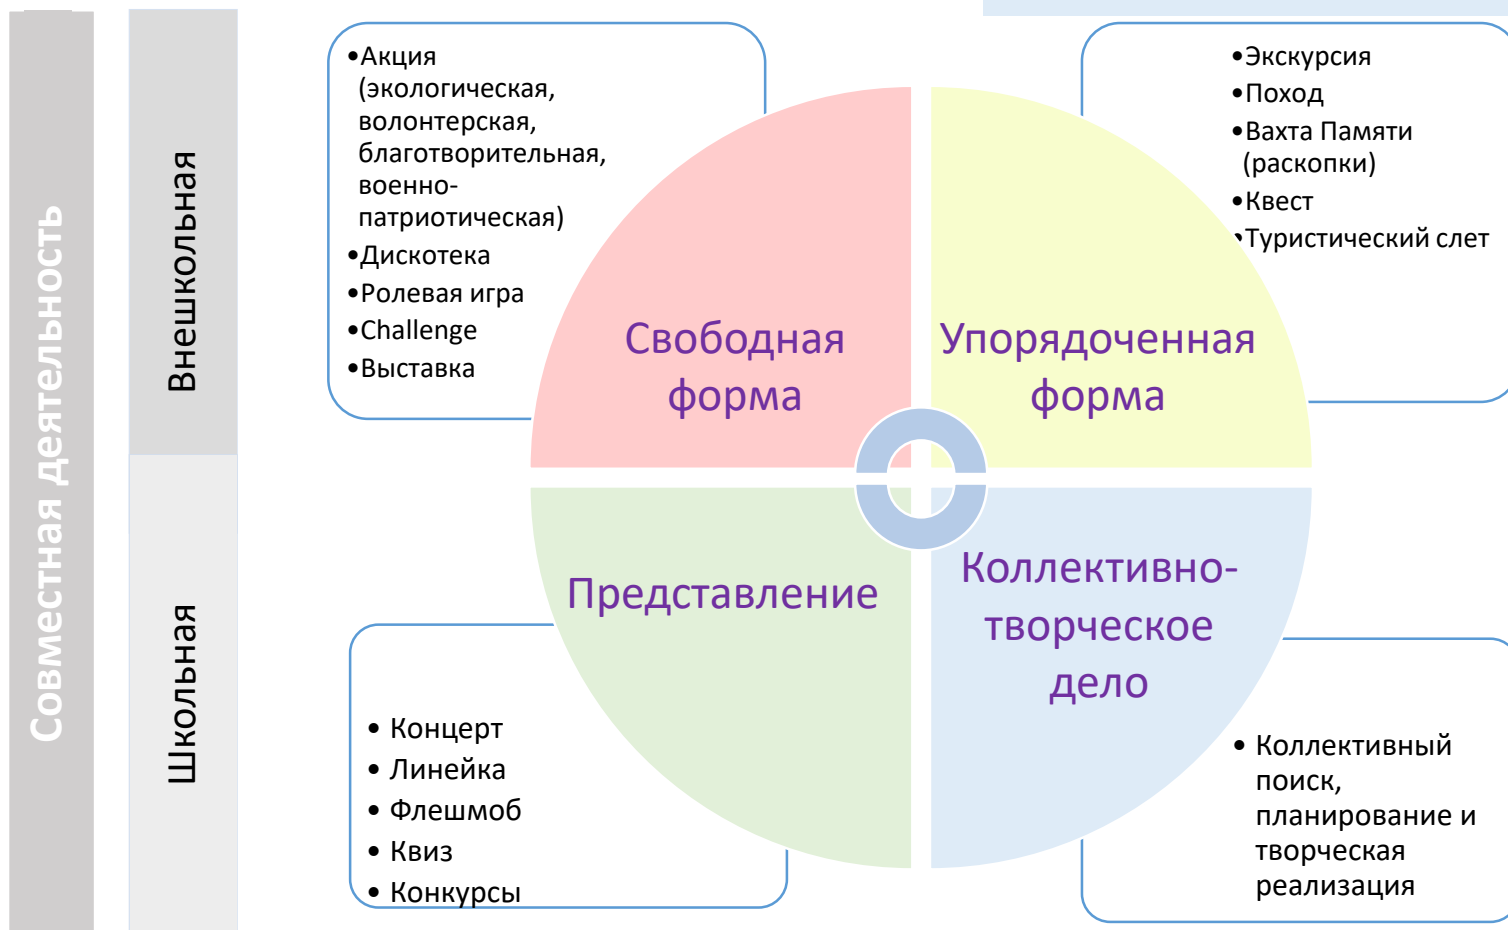 Совместная деятельность
Внешкольная
Школьная
•Акция
(экологическая,
волонтерская,
благотворительная,
военно-
патриотическая)
•Дискотека
•Ролевая игра
•Challenge
•Выставка
•Экскурсия
•Поход
•Вахта Памяти
(раскопки)
•Квест
•Туристический слет
Свободная
форма
Упорядоченная
форма
Представление
Коллективно-
творческое
дело
• Концерт
• Линейка
• Флешмоб
• Квиз
• Конкурсы
• Коллективный
поиск,
планирование и
творческая
реализация